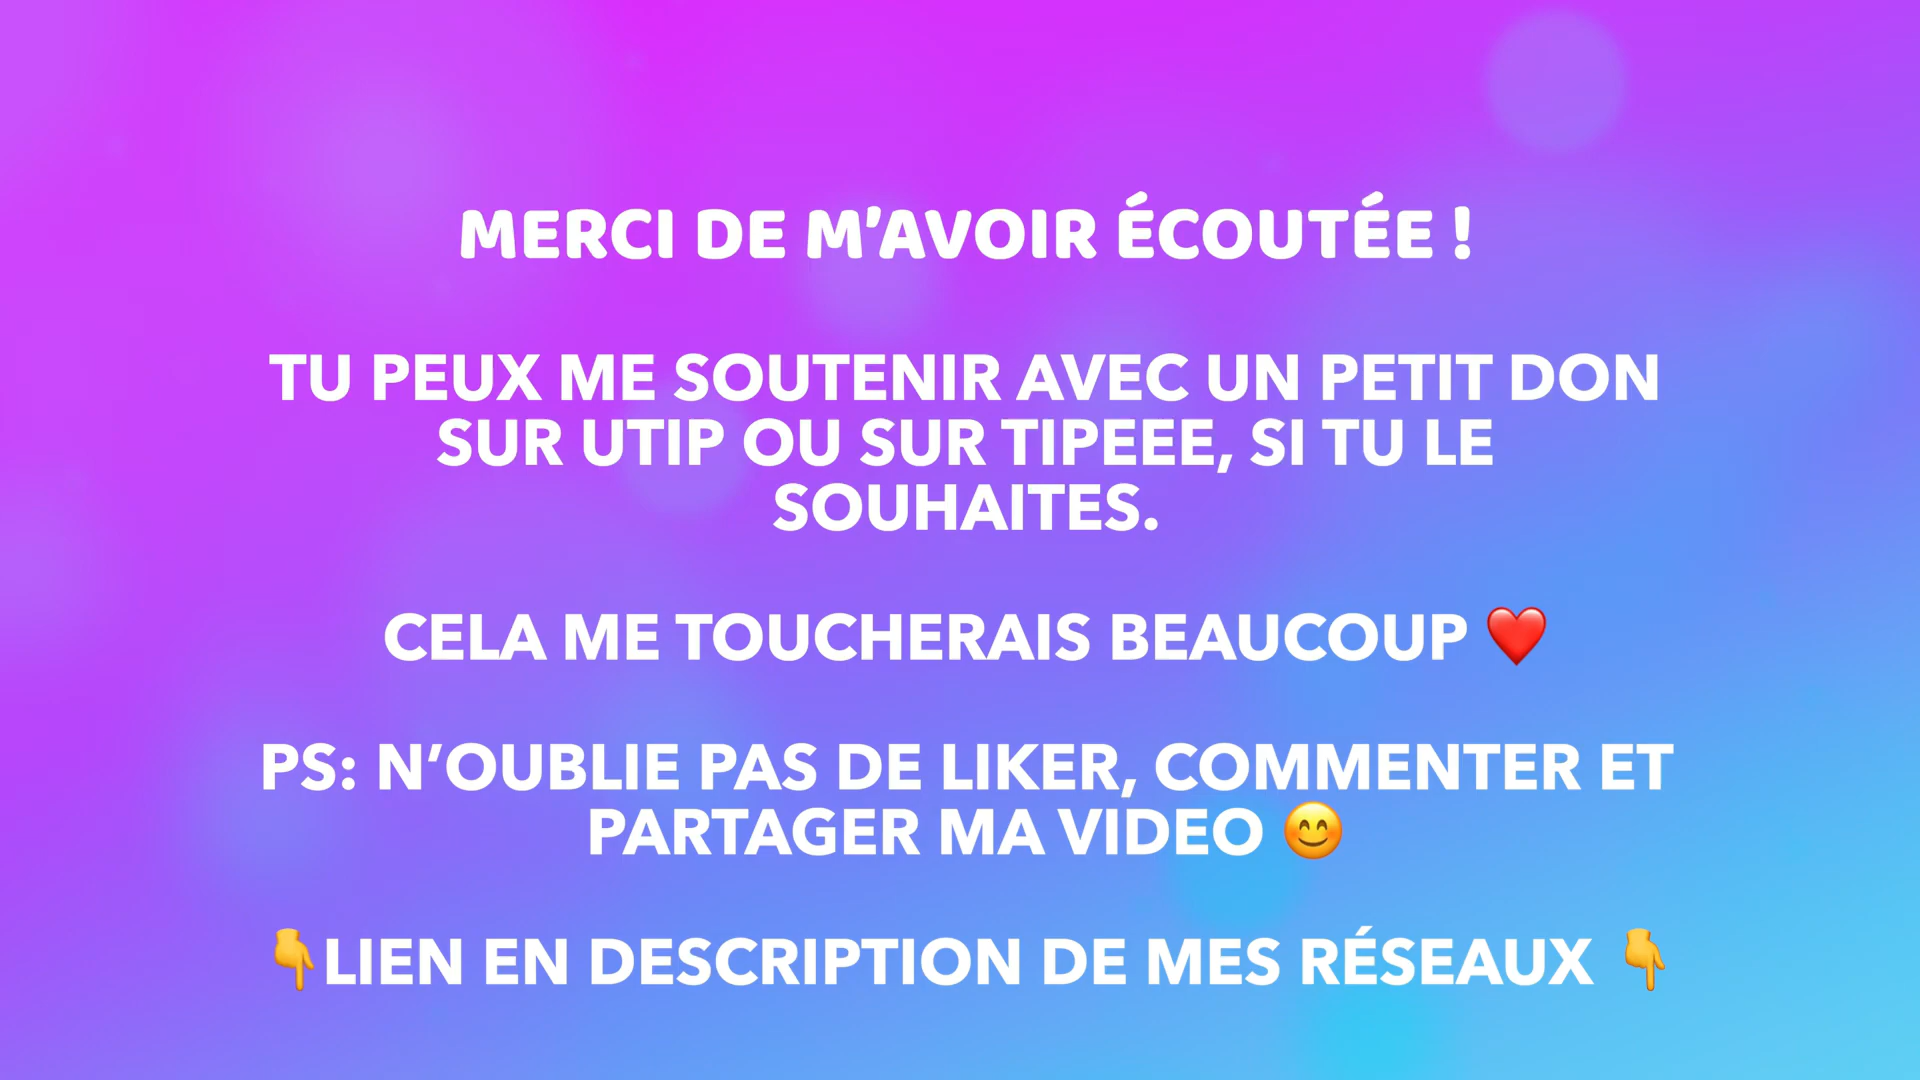 MERCI DE M’AVOIR ÉCOUTÉE !
TU PEUX ME SOUTENIR AVEC UN PETIT DON
SUR UTIP OU SUR TIPEEE, SI TU LE
SOUHAITES.
CELA ME TOUCHERAIS BEAUCOUP ❤️
PS: N’OUBLIE PAS DE LIKER, COMMENTER ET
PARTAGER MA VIDEO 😊
👇LIEN EN DESCRIPTION DE MES RÉSEAUX 👇